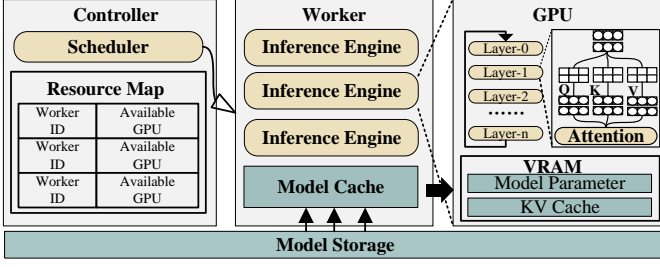 Controller
Scheduler
Resource Map
Worker ID
Available GPU
Worker ID
Available GPU
Worker ID
Available GPU
Worker
Inference Engine
Inference Engine
Inference Engine
Model Cache
GPU
Layer-0
Layer-1
Layer-2
......
Layer-n
Q K V
Attention
VRAM
Model Parameter
KV Cache
Model Storage